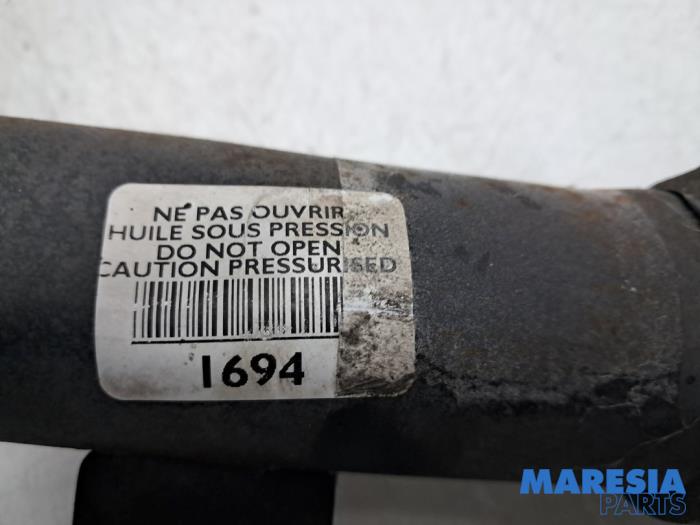 NE PAS OUVRIR
HUILE SOUS PRESSION
DO NOT OPEN
CAUTION PRESSURISED
1694
MARESIA
PARTS